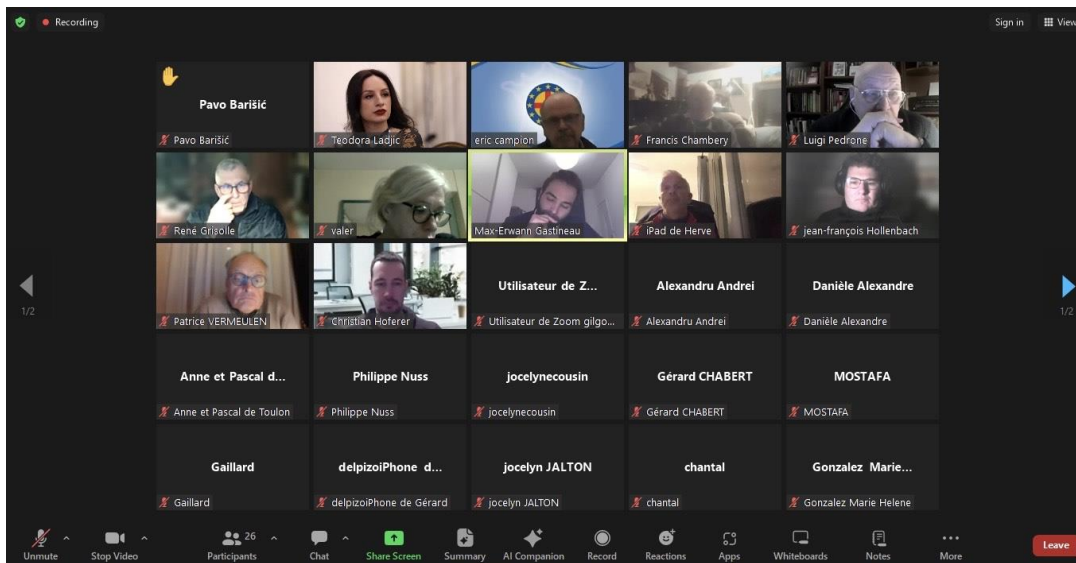 Recording
Sign in
View
Pavo Barišić
Pavo Barišić
Teodora Ladjic
eric campion
Francis Chambery
Luigi Pedrone
René Grisolle
valer
Max-Erwann Gastineau
iPad de Herve
jean-françois Hollenbach
Patrice VERMEULEN
Christian Hoferer
Utilisateur de Z...
Utilisateur de Zoom gilgo...
Alexandru Andrei
Alexandru Andrei
Danièle Alexandre
Danièle Alexandre
1/2
1/2
Anne et Pascal d...
Anne et Pascal de Toulon
Philippe Nuss
Philippe Nuss
jocelynecousin
jocelynecousin
Gérard CHABERT
Gérard CHABERT
MOSTAFA
MOSTAFA
Gaillard
Gaillard
delpizoiPhone d...
delpizoiPhone de Gérard
jocelyn JALTON
jocelyn JALTON
chantal
chantal
Gonzalez Marie...
Gonzalez Marie Helene
Unmute
Stop Video
26
Participants
Chat
Share Screen
Summary
AI Companion
Record
Reactions
Apps
Whiteboards
Notes
More
Leave